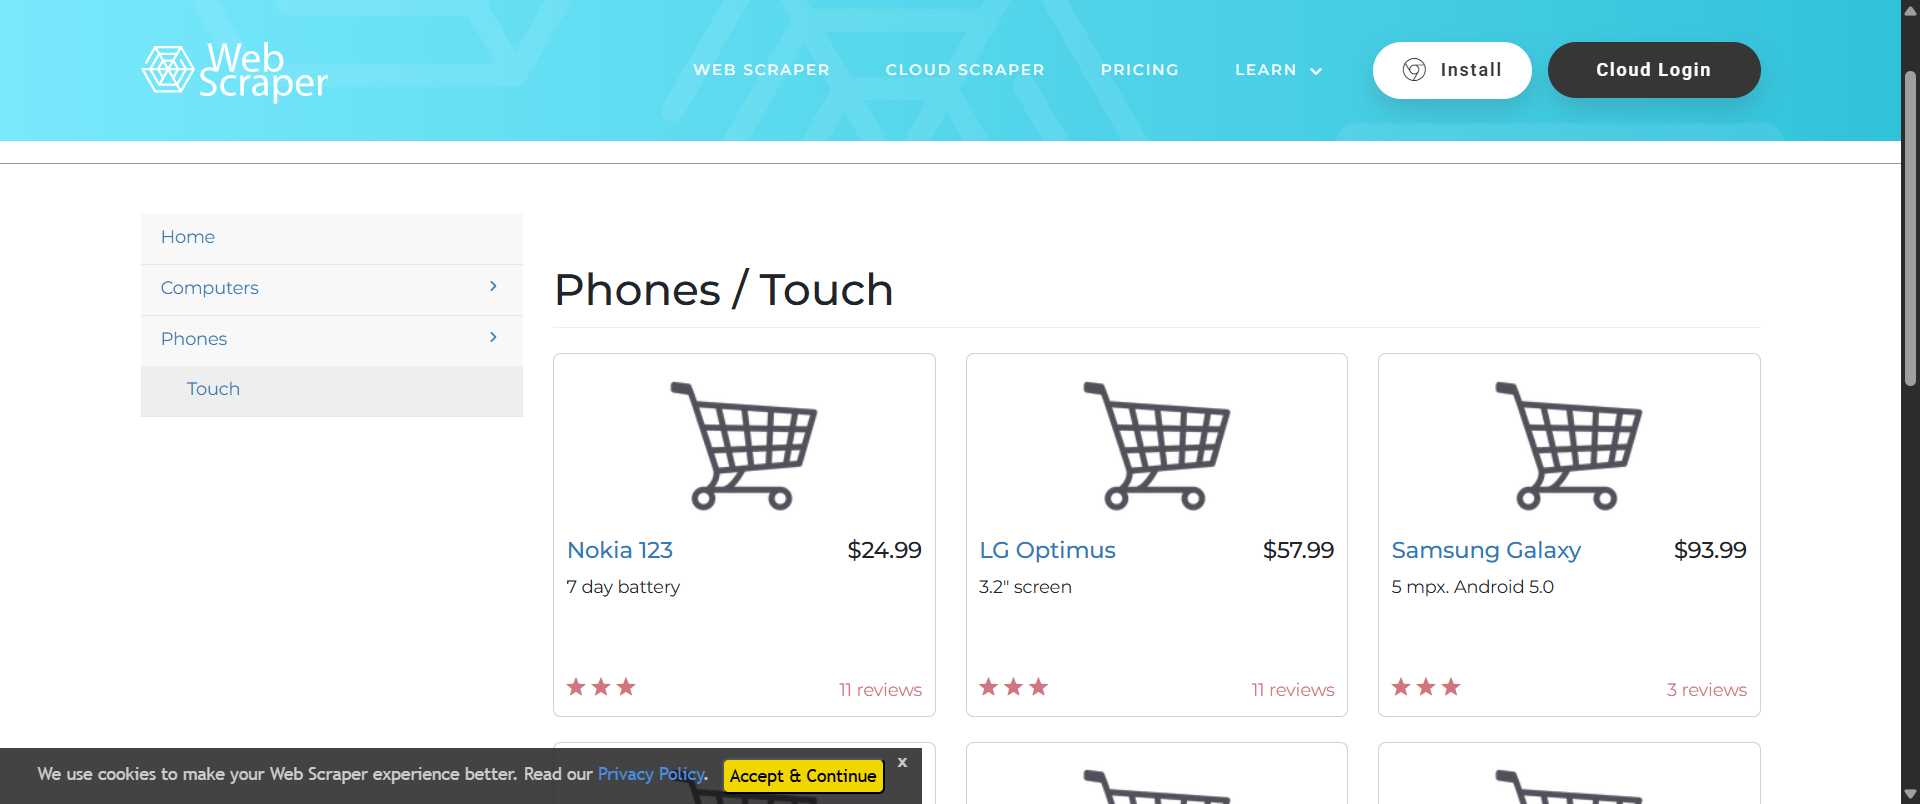 Web Scraper
WEB SCRAPER
CLOUD SCRAPER
PRICING
LEARN
Install
Cloud Login
Home
Computers
Phones
Touch
Phones / Touch
Nokia 123 $24.99
7 day battery
11 reviews
LG Optimus $57.99
3.2" screen
11 reviews
Samsung Galaxy $93.99
5 mpx. Android 5.0
3 reviews
We use cookies to make your Web Scraper experience better. Read our Privacy Policy. Accept & Continue x